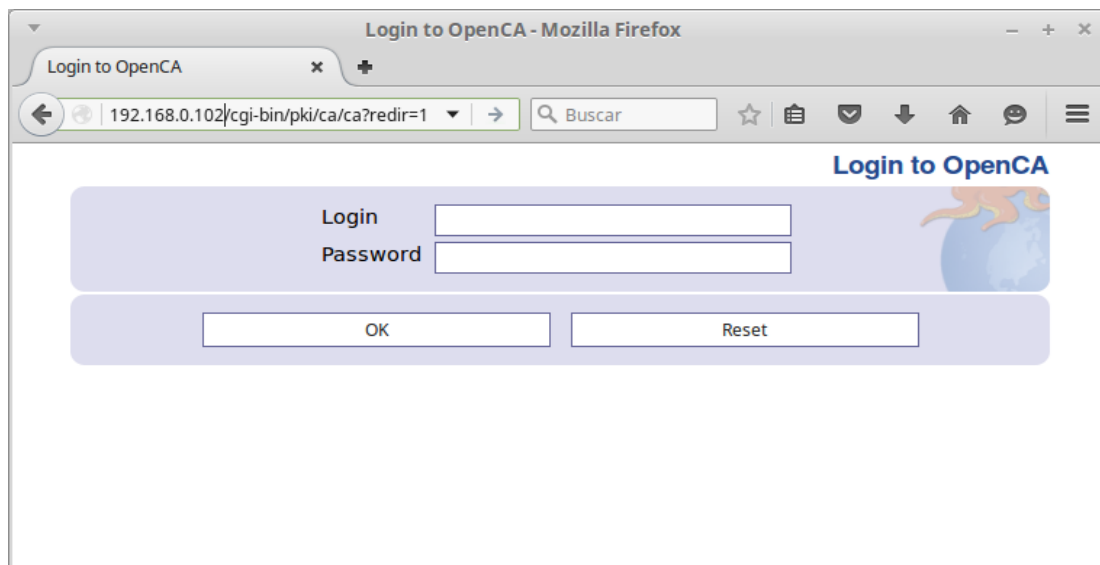 Login to OpenCA - Mozilla Firefox
Login to OpenCA
192.168.0.102/cgi-bin/pki/ca/ca?redir=1
Buscar
Login to OpenCA
Login
Password
OK
Reset